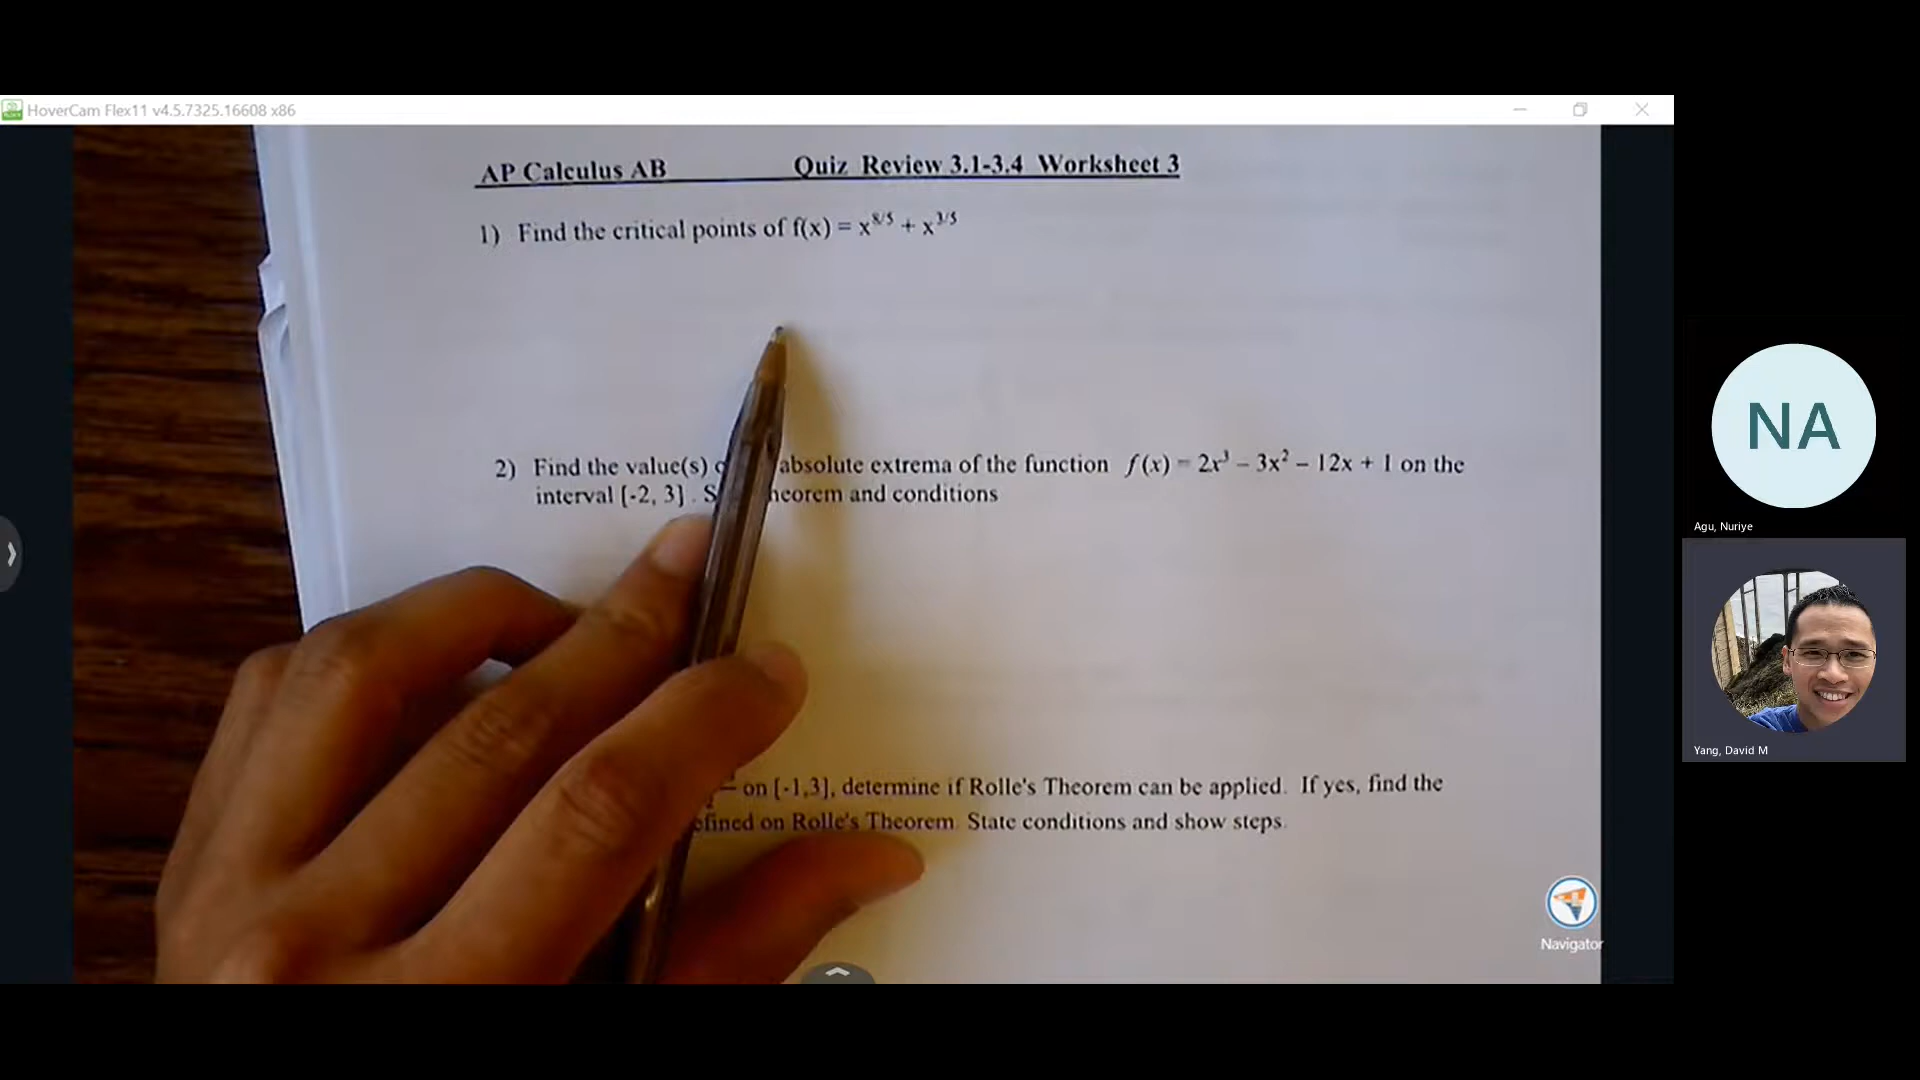 HoverCam Flex11 v4.5.7325.16608 x86
AP Calculus AB Quiz Review 3.1-3.4 Worksheet 3
1) Find the critical points of f(x) = x^8/5 + x^3/5
2) Find the value(s) absolute extrema of the function f(x) = 2x³ – 3x² – 12x + 1 on the
interval [-2, 3] . S heorem and conditions
on [-1,3], determine if Rolle's Theorem can be applied. If yes, find the
efined on Rolle's Theorem. State conditions and show steps.
Navigator
NA
Agu, Nuriye
Yang, David M